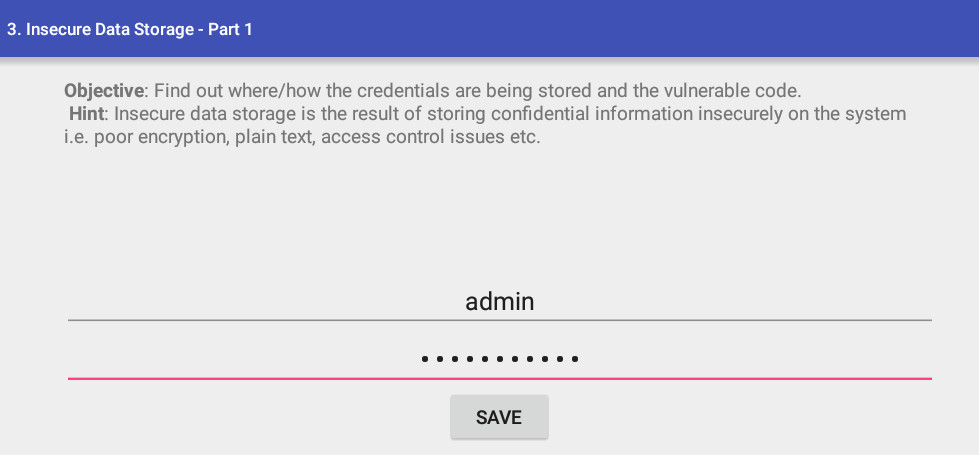 3. Insecure Data Storage - Part 1
Objective: Find out where/how the credentials are being stored and the vulnerable code.
Hint: Insecure data storage is the result of storing confidential information insecurely on the system
i.e. poor encryption, plain text, access control issues etc.
admin
•••••••••••
SAVE